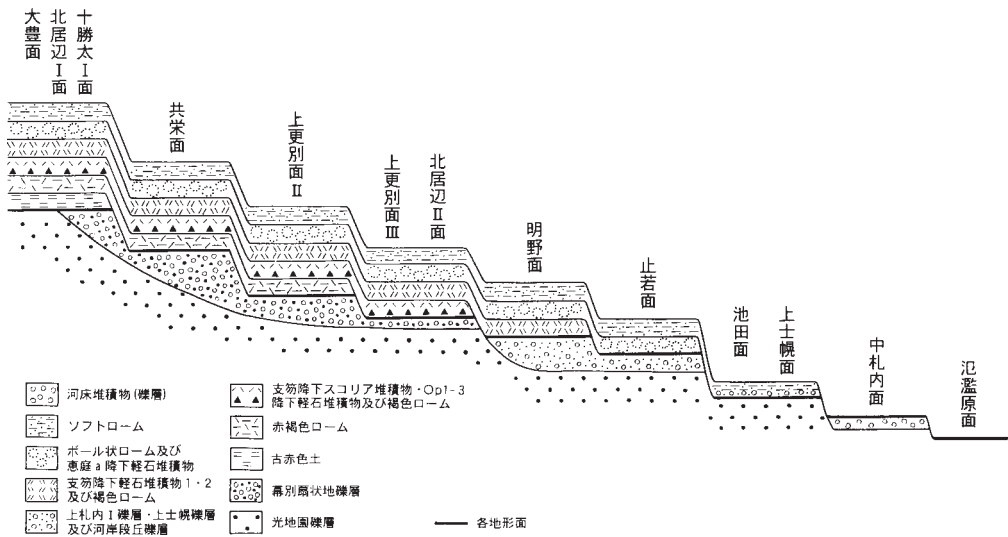 大豊面
北居辺Ⅰ面
十勝太Ⅰ面
共栄面
上更別面Ⅱ
上更別面Ⅲ
北居辺Ⅱ面
明野面
止若面
池田面
上士幌面
中札内面
氾濫原面
河床堆積物(礫層)
ソフトローム
ボール状ローム及び
恵庭a降下軽石堆積物
支笏降下軽石堆積物1・2
及び褐色ローム
上札内Ⅰ礫層・上士幌礫層
及び河岸段丘礫層
支笏降下スコリア堆積物・Op1-3
降下軽石堆積物及び褐色ローム
赤褐色ローム
古赤色土
幕別扇状地礫層
光地園礫層
各地形面